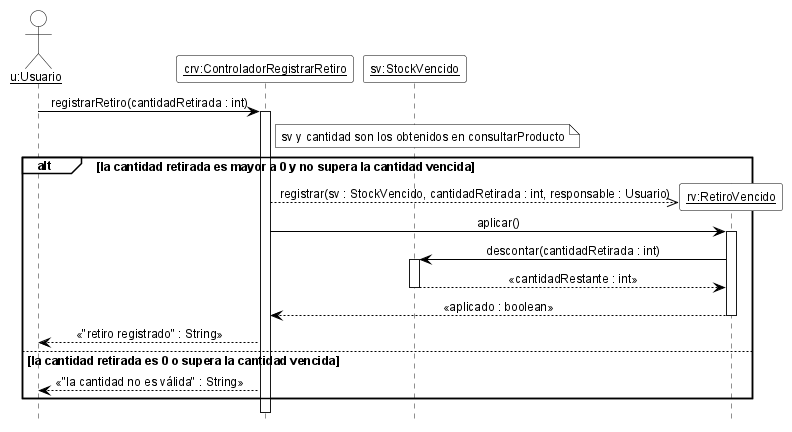 u:Usuario
crv:ControladorRegistrarRetiro
sv:StockVencido
registrarRetiro(cantidadRetirada : int)
sv y cantidad son los obtenidos en consultarProducto
alt
[la cantidad retirada es mayor a 0 y no supera la cantidad vencida]
registrar(sv : StockVencido, cantidadRetirada : int, responsable : Usuario)
rv:RetiroVencido
aplicar()
descontar(cantidadRetirada : int)
«cantidadRestante : int»
«aplicado : boolean»
«"retiro registrado" : String»
[la cantidad retirada es 0 o supera la cantidad vencida]
«"la cantidad no es válida" : String»